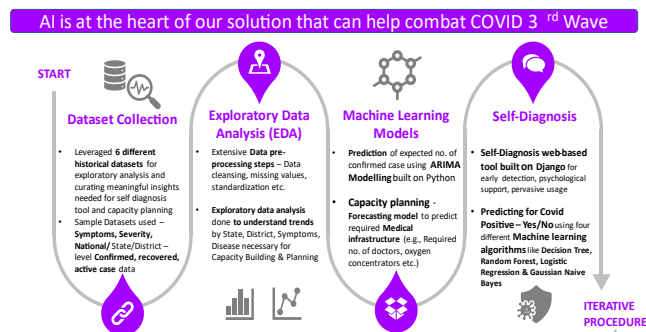 AI is at the heart of our solution that can help combat COVID 3 rd Wave
START
Dataset Collection
• Leveraged 6 different
historical datasets for
exploratory analysis and
curating meaningful insights
needed for self diagnosis
tool and capacity planning
• Sample Datasets used –
Symptoms, Severity,
National/ State/District –
level Confirmed, recovered,
active case data
Exploratory Data
Analysis (EDA)
• Extensive Data pre-
processing steps – Data
cleansing, missing values,
standardization etc.
• Exploratory data analysis
done to understand trends
by State, District, Symptoms,
Disease necessary for
Capacity Building & Planning
Machine Learning
Models
• Prediction of expected no. of
confirmed case using ARIMA
Modelling built on Python
• Capacity planning -
Forecasting model to predict
required Medical
infrastructure (e.g., Required
no. of doctors, oxygen
concentrators etc.)
Self-Diagnosis
• Self-Diagnosis web-based
tool built on Django for
early detection, psychological
support, pervasive usage
• Predicting for Covid
Positive – Yes/No using four
different Machine learning
algorithms like Decision Tree,
Random Forest, Logistic
Regression & Gaussian Naive
Bayes
ITERATIVE
PROCEDURE